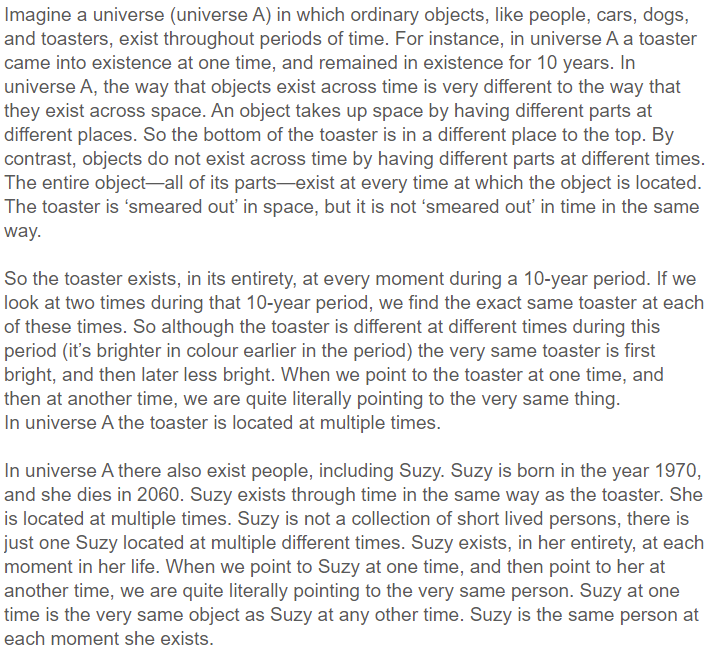 Imagine a universe (universe A) in which ordinary objects, like people, cars, dogs,
and toasters, exist throughout periods of time. For instance, in universe A a toaster
came into existence at one time, and remained in existence for 10 years. In
universe A, the way that objects exist across time is very different to the way that
they exist across space. An object takes up space by having different parts at
different places. So the bottom of the toaster is in a different place to the top. By
contrast, objects do not exist across time by having different parts at different times.
The entire object—all of its parts—exist at every time at which the object is located.
The toaster is ‘smeared out’ in space, but it is not ‘smeared out’ in time in the same
way.

So the toaster exists, in its entirety, at every moment during a 10-year period. If we
look at two times during that 10-year period, we find the exact same toaster at each
of these times. So although the toaster is different at different times during this
period (it’s brighter in colour earlier in the period) the very same toaster is first
bright, and then later less bright. When we point to the toaster at one time, and
then at another time, we are quite literally pointing to the very same thing.
In universe A the toaster is located at multiple times.

In universe A there also exist people, including Suzy. Suzy is born in the year 1970,
and she dies in 2060. Suzy exists through time in the same way as the toaster. She
is located at multiple times. Suzy is not a collection of short lived persons, there is
just one Suzy located at multiple different times. Suzy exists, in her entirety, at each
moment in her life. When we point to Suzy at one time, and then point to her at
another time, we are quite literally pointing to the very same person. Suzy at one
time is the very same object as Suzy at any other time. Suzy is the same person at
each moment she exists.